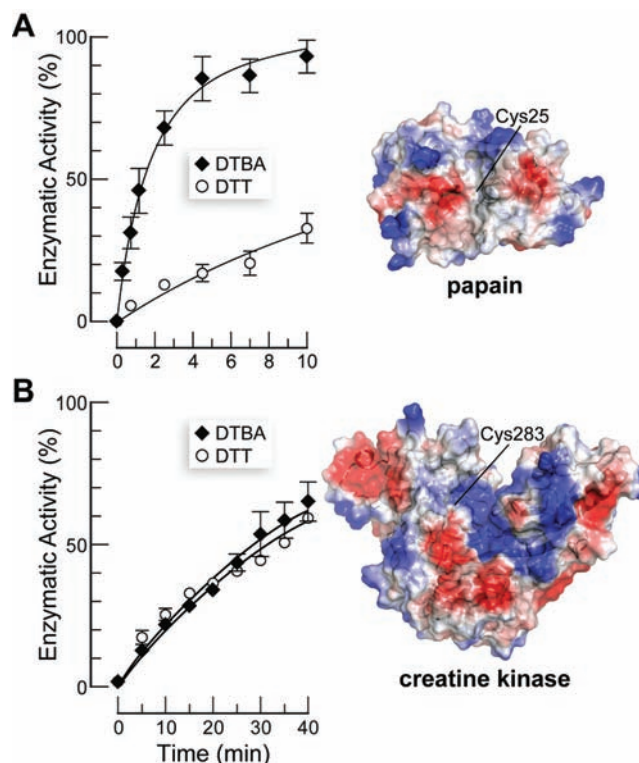 A
Enzymatic Activity (%)
100
50
0
DTBA
DTT
0 2 4 6 8 10
Cys25
papain
B
Enzymatic Activity (%)
100
50
0
DTBA
DTT
0 10 20 30 40
Time (min)
Cys283
creatine kinase